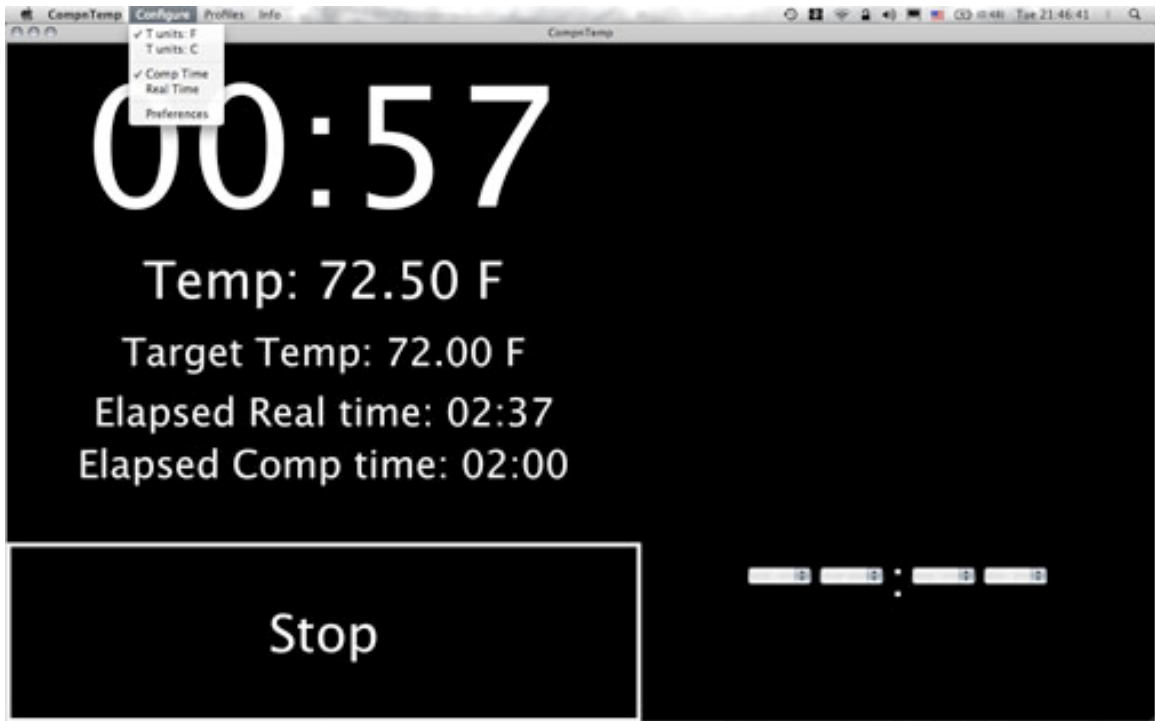 CompnTemp Configure Profiles Info Tue 21:46:41
CompnTemp
✓ T units: F
T units: C
✓ Comp Time
Real Time
Preferences
00:57
Temp: 72.50 F
Target Temp: 72.00 F
Elapsed Real time: 02:37
Elapsed Comp time: 02:00
:
Stop